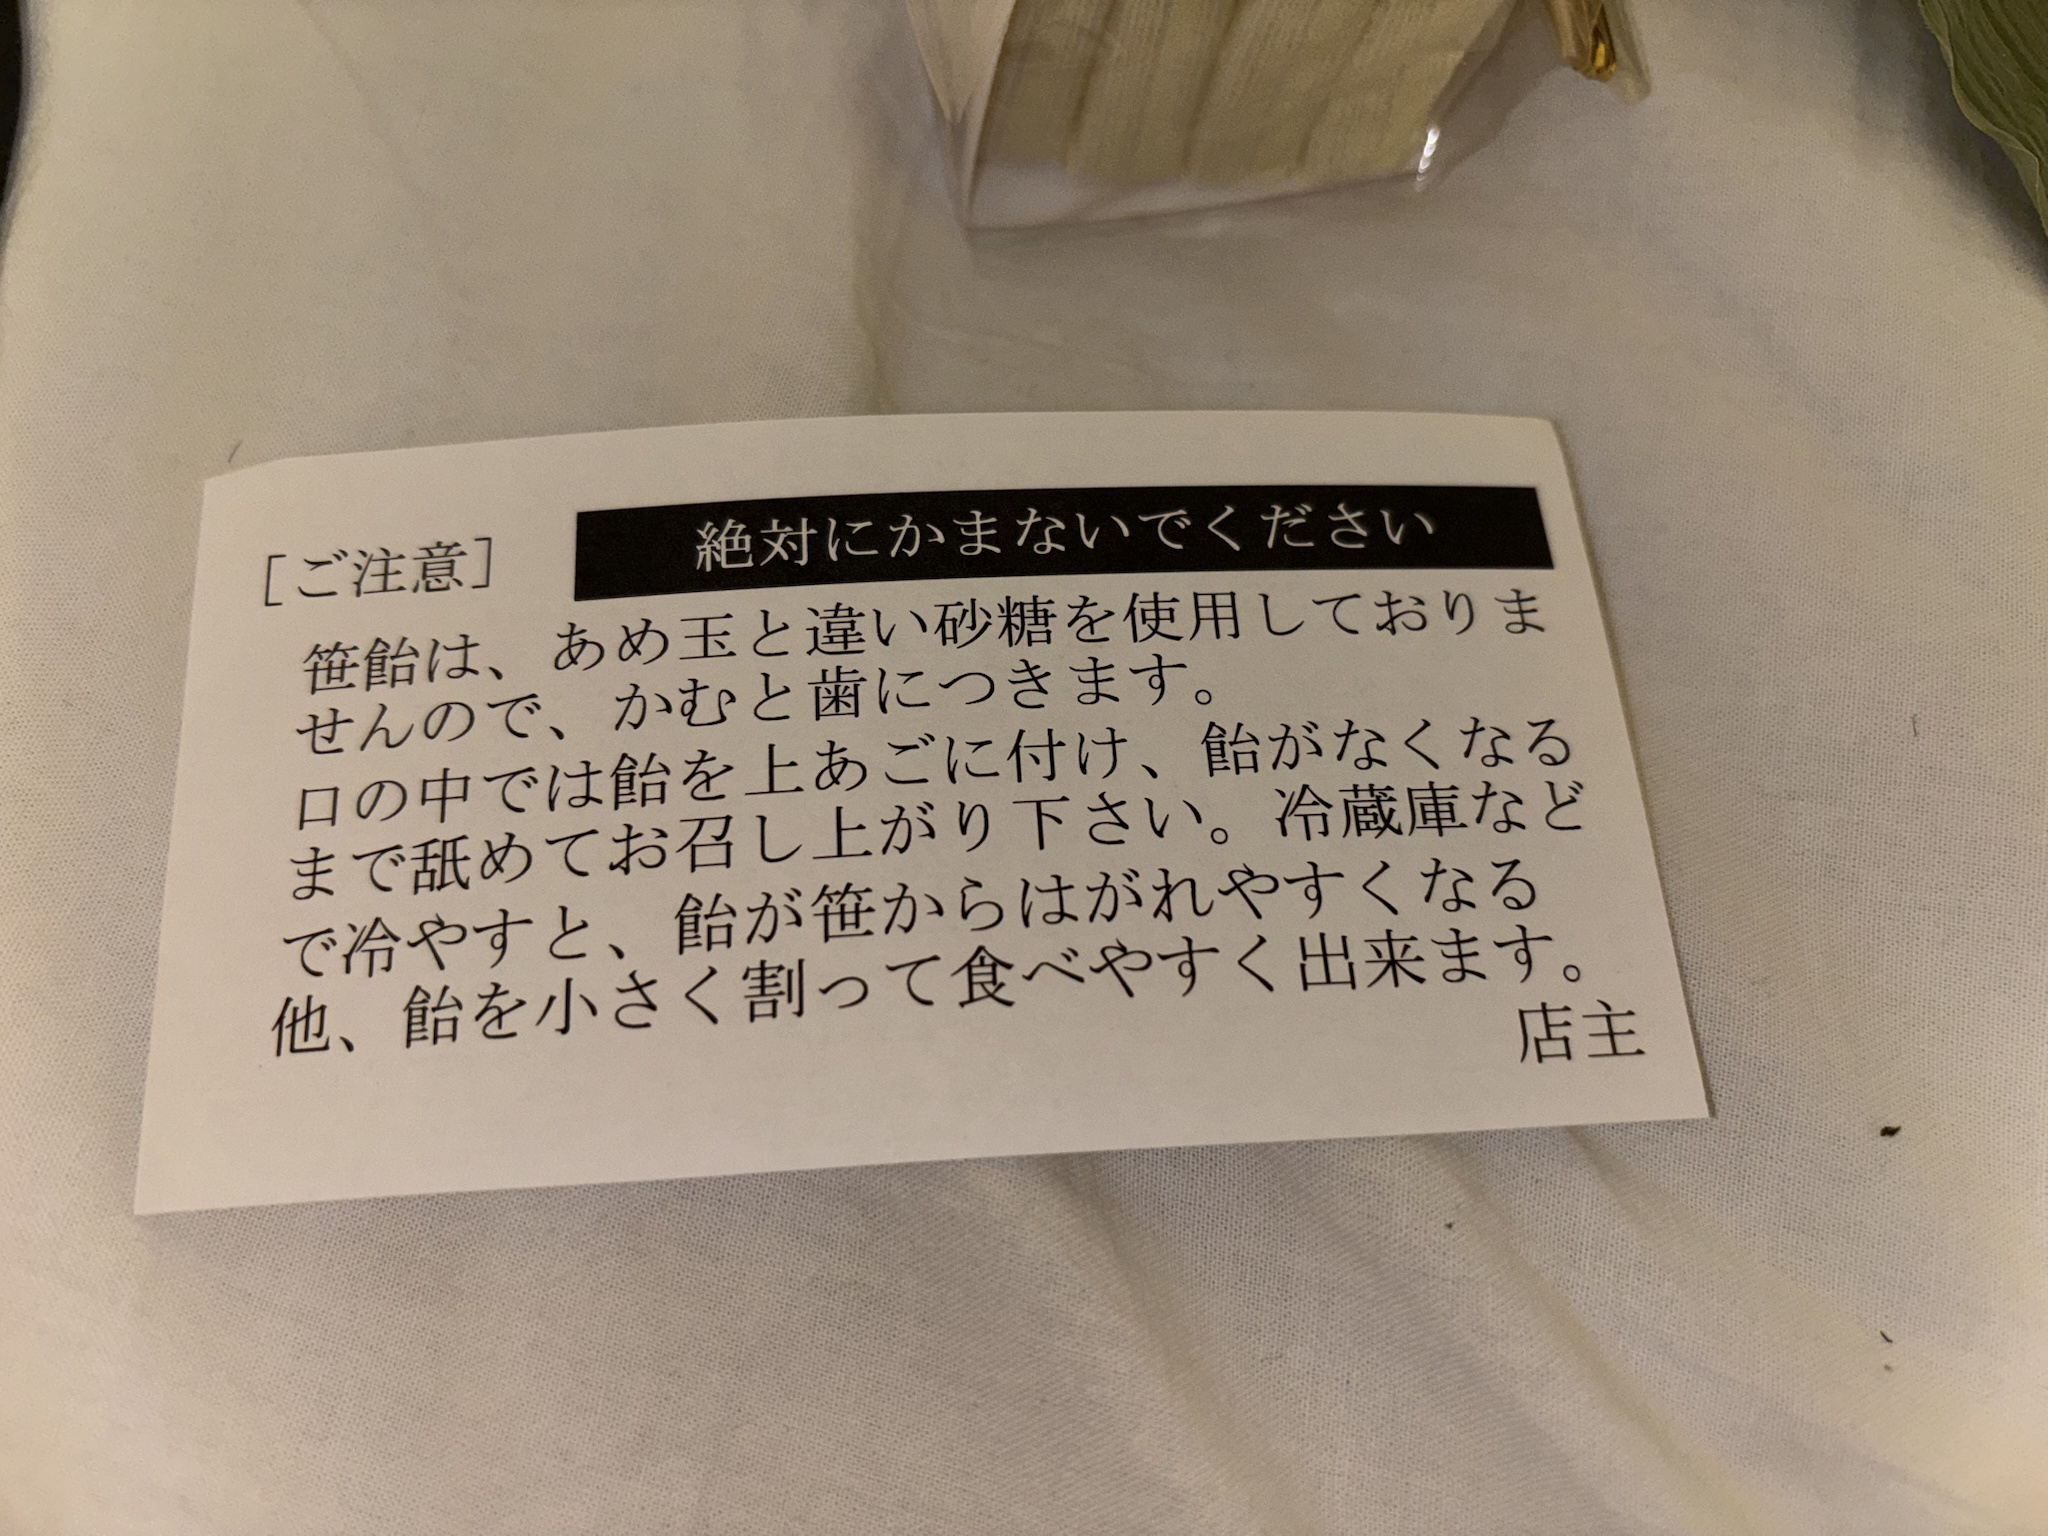 [ご注意] 絶対にかまないでください
笹飴は、あめ玉と違い砂糖を使用しておりま
せんので、かむと歯につきます。
口の中では飴を上あごに付け、飴がなくなる
まで舐めてお召し上がり下さい。冷蔵庫など
で冷やすと、飴が笹からはがれやすくなる
他、飴を小さく割って食べやすく出来ます。
店主